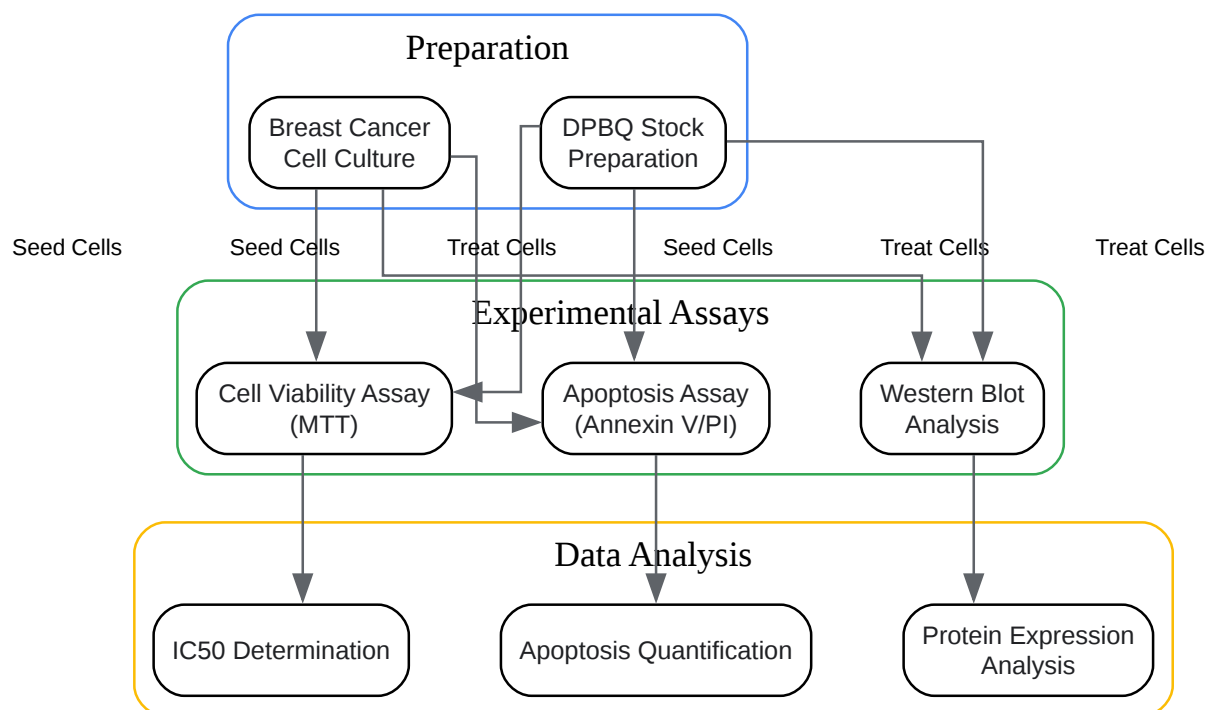 Preparation
Breast Cancer
Cell Culture
DPBQ Stock
Preparation
Seed Cells
Seed Cells
Treat Cells
Seed Cells
Treat Cells
Treat Cells
Experimental Assays
Cell Viability Assay
(MTT)
Apoptosis Assay
(Annexin V/PI)
Western Blot
Analysis
Data Analysis
IC50 Determination
Apoptosis Quantification
Protein Expression
Analysis